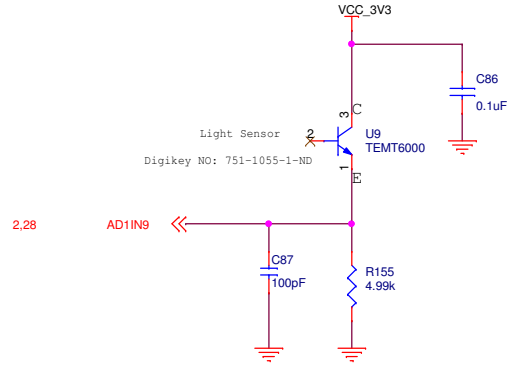 VCC_3V3
C86
0.1uF
3
C
2
U9
TEMT6000
Light Sensor
Digikey NO: 751-1055-1-ND
1
E
2,28
AD1IN9
C87
100pF
R155
4.99k